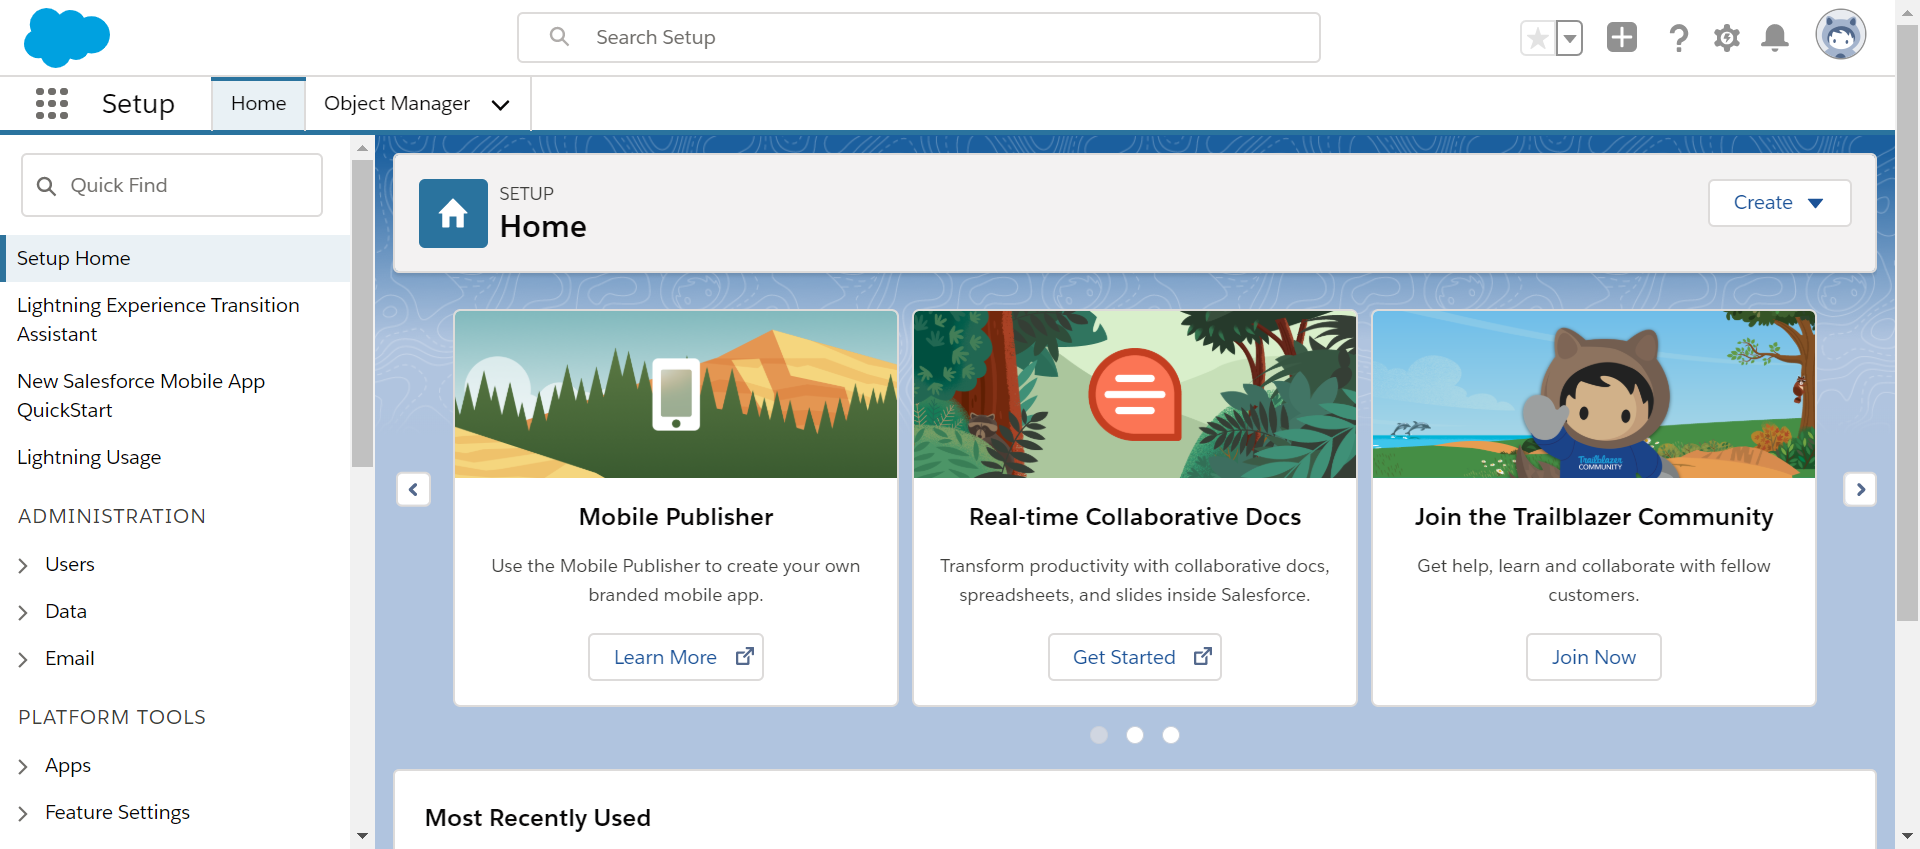 Search Setup
Setup
Home
Object Manager
Quick Find
Setup Home
Lightning Experience Transition
Assistant
New Salesforce Mobile App
QuickStart
Lightning Usage
ADMINISTRATION
Users
Data
Email
PLATFORM TOOLS
Apps
Feature Settings
SETUP
Home
Create
Mobile Publisher
Use the Mobile Publisher to create your own
branded mobile app.
Learn More
Real-time Collaborative Docs
Transform productivity with collaborative docs,
spreadsheets, and slides inside Salesforce.
Get Started
Trailblazer
COMMUNITY
Join the Trailblazer Community
Get help, learn and collaborate with fellow
customers.
Join Now
Most Recently Used